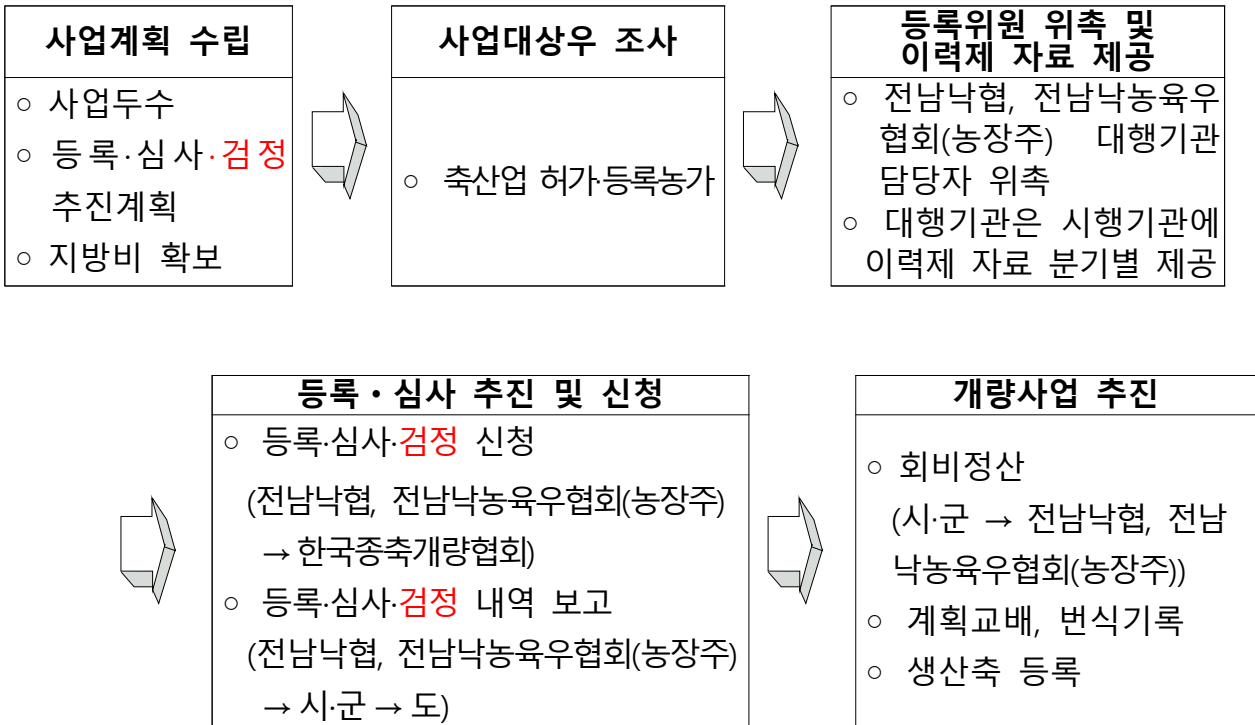 사업계획 수립
○ 사업두수
○ 등록·심사·검정
추진계획
○ 지방비 확보
사업대상우 조사
○ 축산업 허가·등록농가
등록위원 위촉 및
이력제 자료 제공
○ 전남낙협, 전남낙농육우
협회(농장주) 대행기관
담당자 위촉
○ 대행기관은 시행기관에
이력제 자료 분기별 제공
등록·심사 추진 및 신청
○ 등록·심사·검정 신청
(전남낙협, 전남낙농육우협회(농장주)
→ 한국종축개량협회)
○ 등록·심사·검정 내역 보고
(전남낙협, 전남낙농육우협회(농장주)
→ 시·군 → 도)
개량사업 추진
○ 회비정산
(시·군 → 전남낙협, 전남
낙농육우협회(농장주))
○ 계획교배, 번식기록
○ 생산축 등록